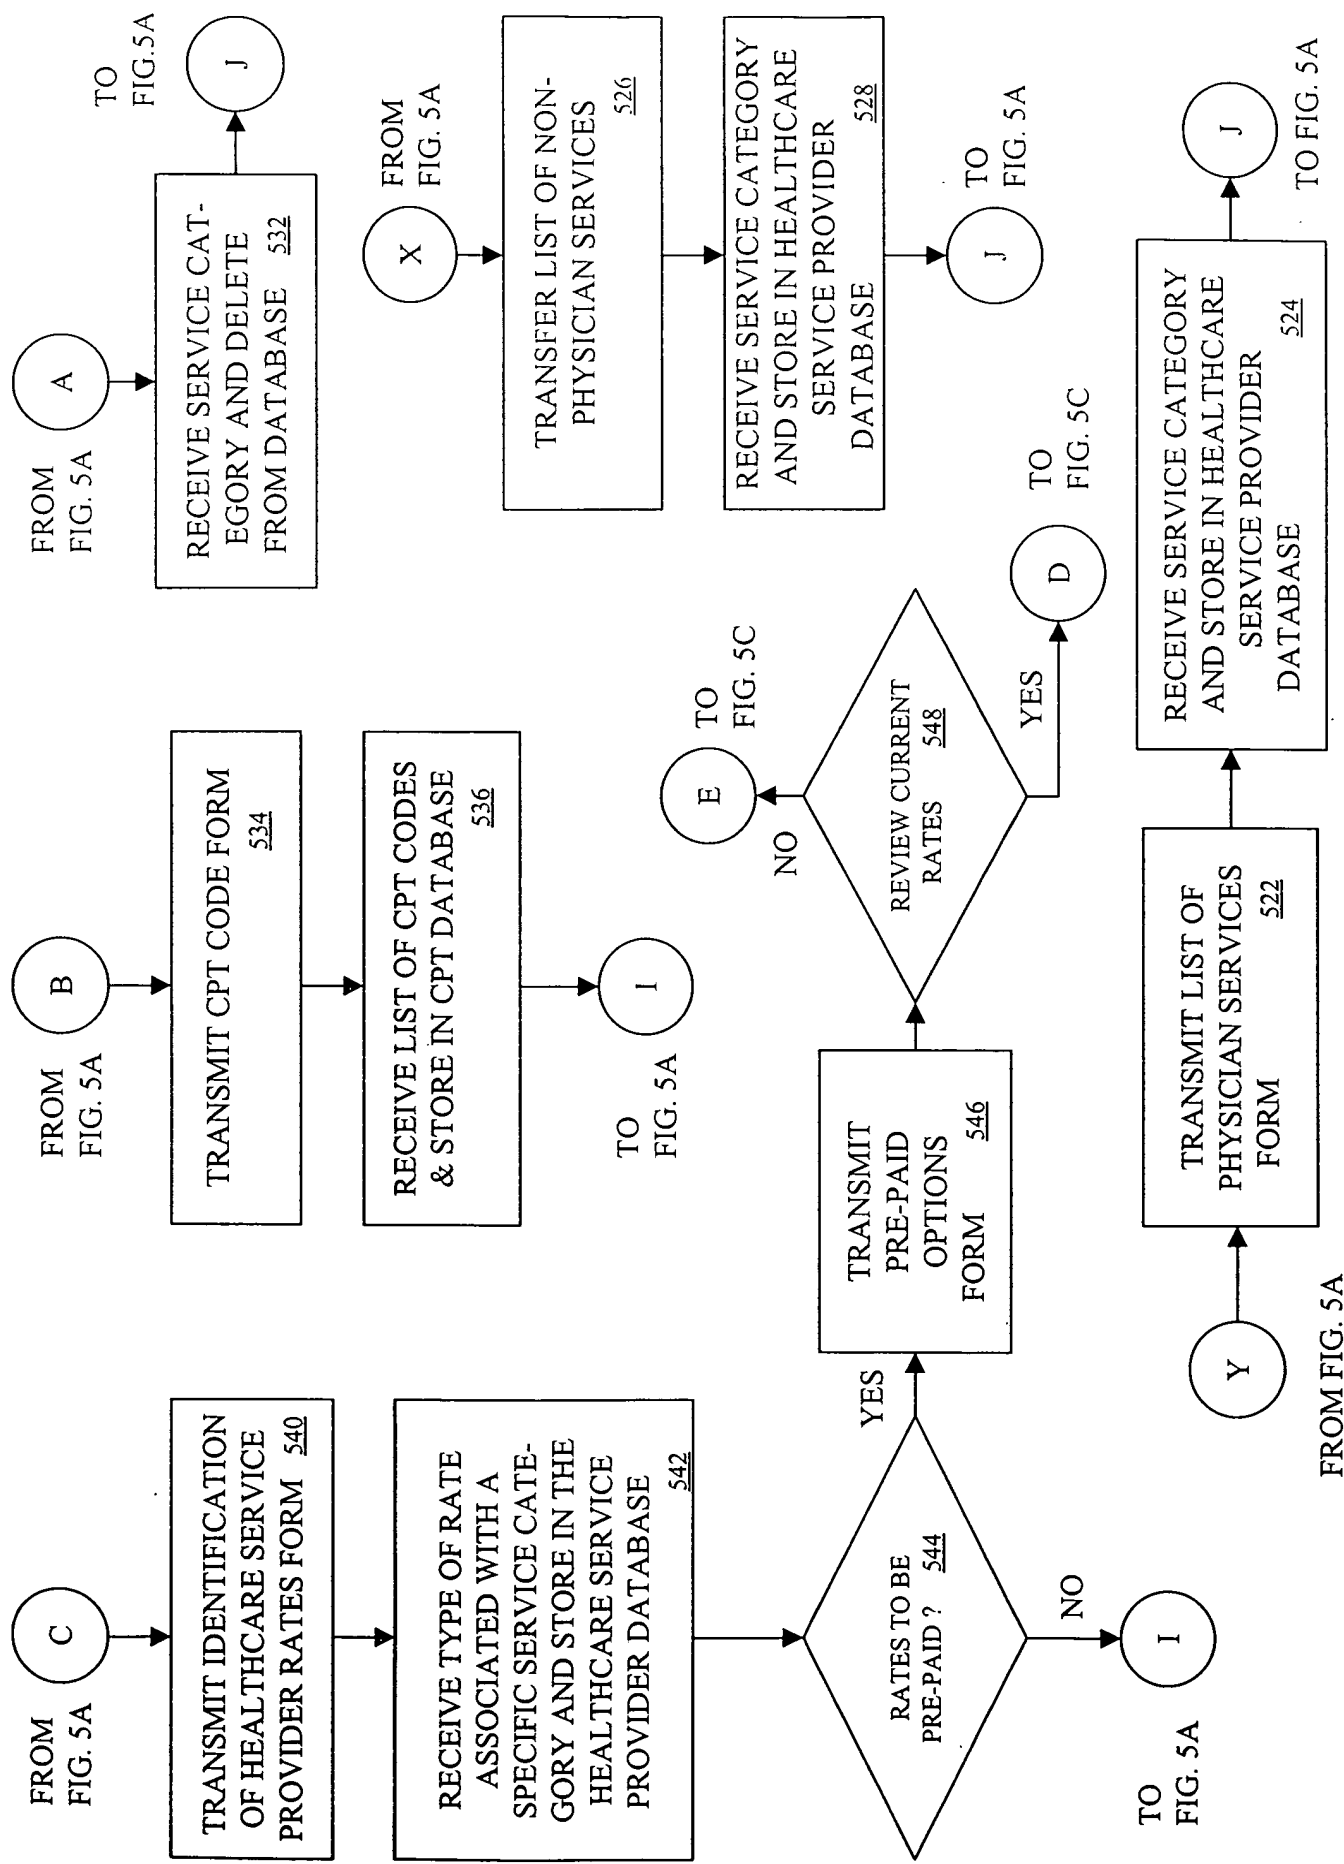 FROM
FIG. 5A
C
TRANSMIT IDENTIFICATION
OF HEALTHCARE SERVICE
PROVIDER RATES FORM 540
RECEIVE TYPE OF RATE
ASSOCIATED WITH A
SPECIFIC SERVICE CATE-
GORY AND STORE IN THE
HEALTHCARE SERVICE
PROVIDER DATABASE
542
RATES TO BE
PRE-PAID ? 544
NO
I
TO
FIG. 5A
YES
TRANSMIT
PRE-PAID
OPTIONS
FORM 546
REVIEW CURRENT
RATES 548
NO
E
TO
FIG. 5C
YES
D
TO
FIG. 5C
FROM
FIG. 5A
B
TRANSMIT CPT CODE FORM
534
RECEIVE LIST OF CPT CODES
& STORE IN CPT DATABASE
536
I
TO
FIG. 5A
FROM
FIG. 5A
A
RECEIVE SERVICE CAT-
EGORY AND DELETE
FROM DATABASE 532
J
TO
FIG.5A
FROM
FIG. 5A
X
TRANSFER LIST OF NON-
PHYSICIAN SERVICES
526
RECEIVE SERVICE CATEGORY
AND STORE IN HEALTHCARE
SERVICE PROVIDER
DATABASE 528
J
TO
FIG. 5A
FROM FIG. 5A
Y
TRANSMIT LIST OF
PHYSICIAN SERVICES
FORM 522
RECEIVE SERVICE CATEGORY
AND STORE IN HEALTHCARE
SERVICE PROVIDER
DATABASE 524
J
TO FIG. 5A